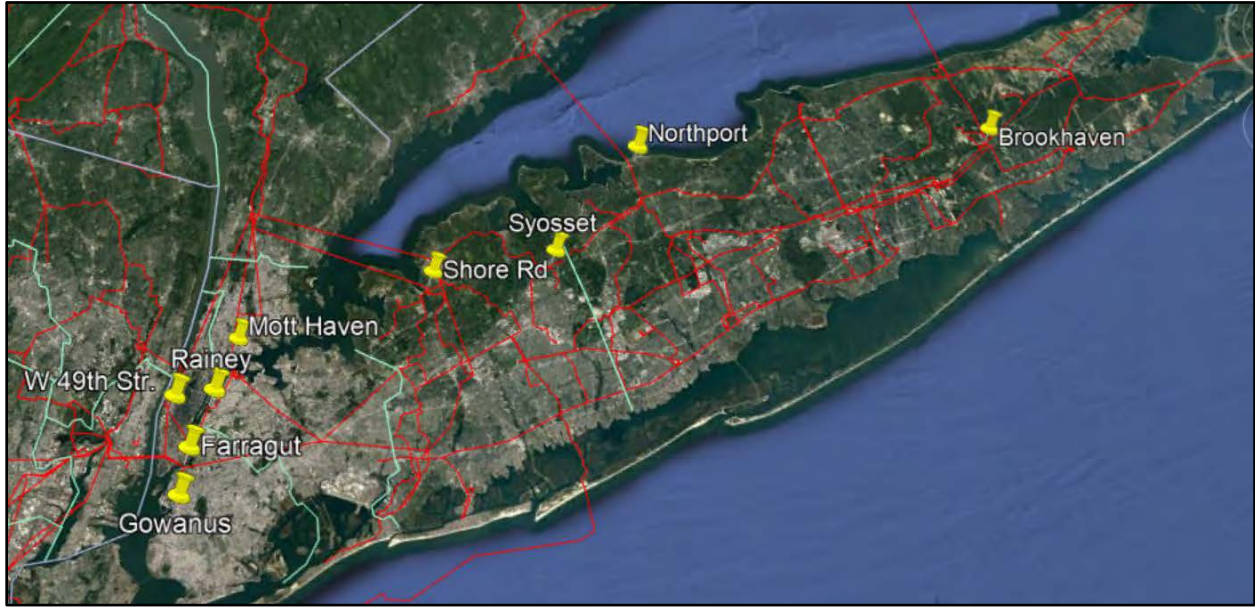 Northport
Brookhaven
Syosset
Shore Rd
Mott Haven
Rainey
W 49th Str.
Farragut
Gowanus